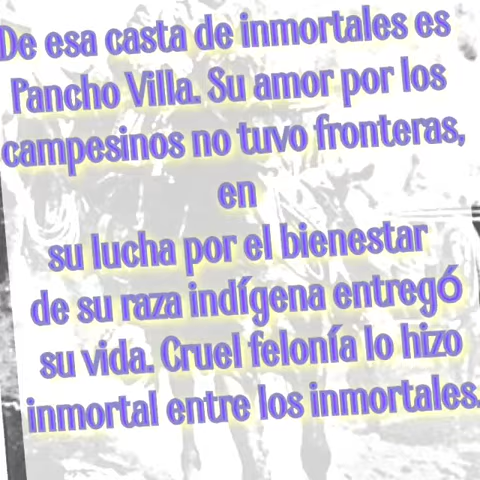 De esa casta de inmortales es
Pancho Villa. Su amor por los
campesinos no tuvo fronteras,
en
su lucha por el bienestar
de su raza indígena entregó
su vida. Cruel felonía lo hizo
inmortal entre los inmortales.